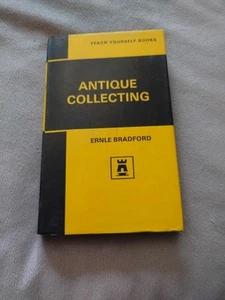 TEACH YOURSELF BOOKS
ANTIQUE
COLLECTING
ERNLE BRADFORD